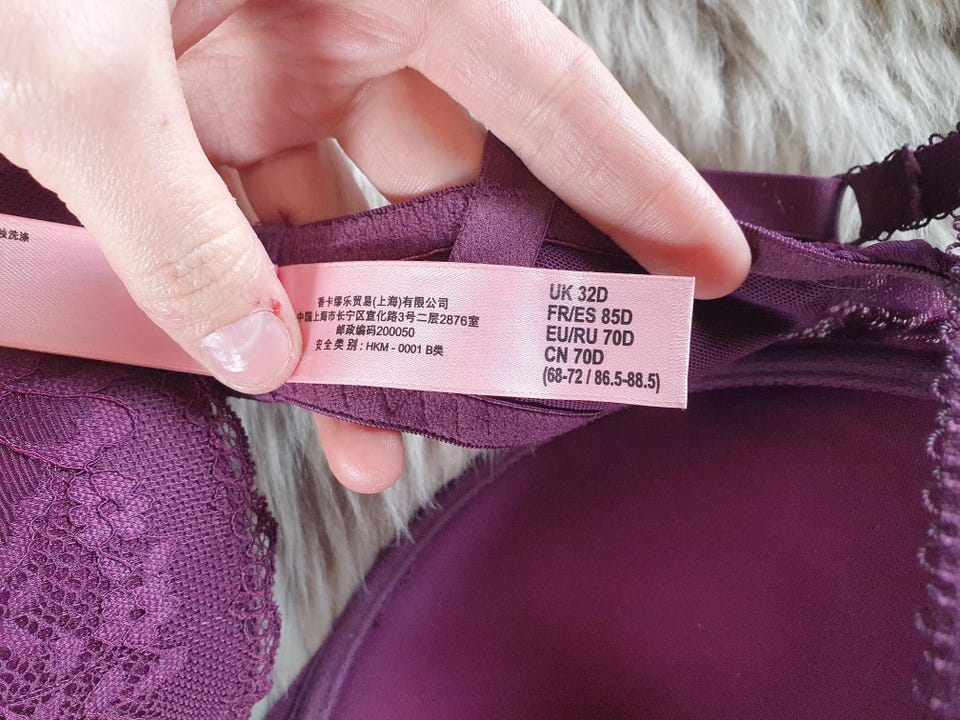 洗涤
香卡缪乐贸易(上海)有限公司
中国上海市长宁区宣化路3号二层2876室
邮政编码200050
安全类别：HKM - 0001 B类
UK 32D
FR/ES 85D
EU/RU 70D
CN 70D
(68-72 / 86.5-88.5)